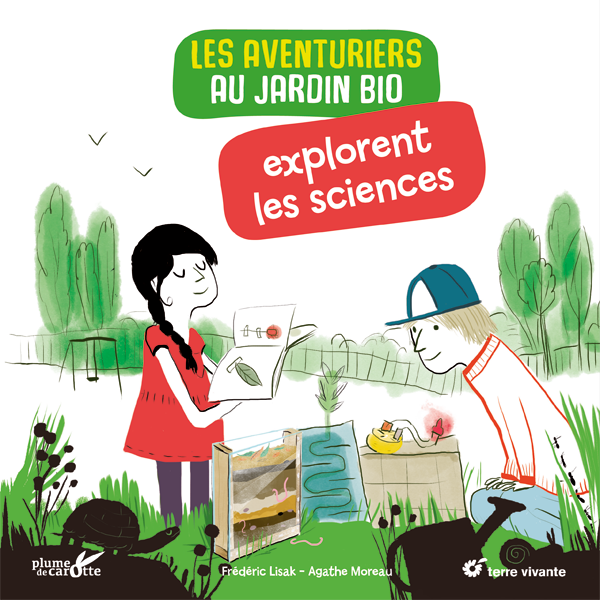 LES AVENTURIERS
AU JARDIN BIO
explorent
les sciences
plume
de carotte
Frédéric Lisak - Agathe Moreau
terre vivante